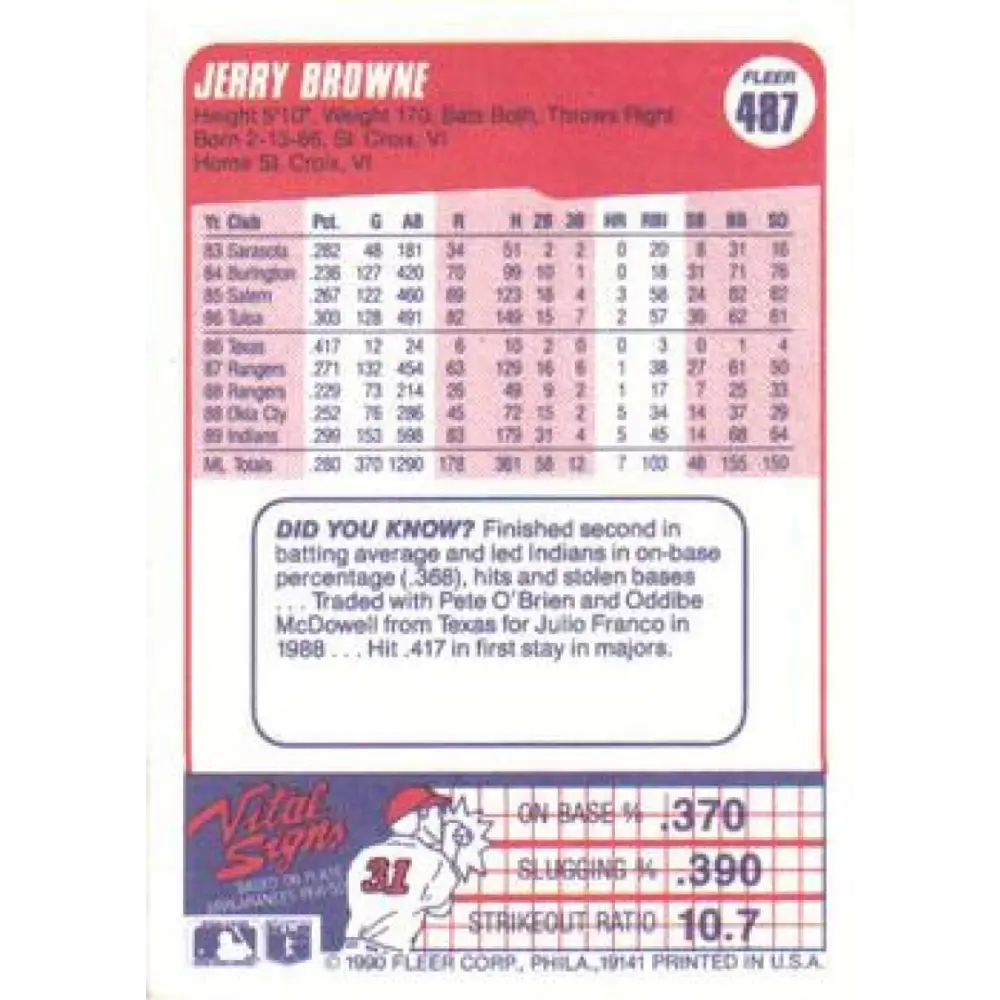 JERRY BROWNE
FLEER
487
Height 5'10", Weight 170, Bats Both, Throws Right
Born 2-13-66, St. Croix, VI
Home St. Croix, VI
Yr. Club Pct. G AB R H 2B 3B HR RBI SB BB SO
83 Sarasota .282 48 181 34 51 2 2 0 20 8 31 16
84 Burlington .236 127 420 70 99 10 1 0 18 31 71 76
85 Salem .267 122 460 69 123 18 4 3 58 24 82 62
86 Tulsa .303 128 491 82 149 15 7 2 57 39 62 61
86 Texas .417 12 24 6 10 2 0 0 3 0 1 4
87 Rangers .271 132 454 63 129 16 6 1 38 27 61 50
88 Rangers .229 73 214 26 49 9 2 1 17 7 25 33
88 Okla Cty .252 76 286 45 72 15 2 5 34 14 37 29
89 Indians .299 153 598 83 179 31 4 5 45 14 68 64
ML Totals .280 370 1290 178 361 58 12 7 103 48 155 150
DID YOU KNOW? Finished second in
batting average and led Indians in on-base
percentage (.368), hits and stolen bases
. . . Traded with Pete O'Brien and Oddibe
McDowell from Texas for Julio Franco in
1988 . . . Hit .417 in first stay in majors.
Vital
Signs
BASED ON PLATE
APPEARANCES
31
ON BASE % .370
SLUGGING % .390
STRIKEOUT RATIO 10.7
© 1990 FLEER CORP., PHILA., 19141 PRINTED IN U.S.A.